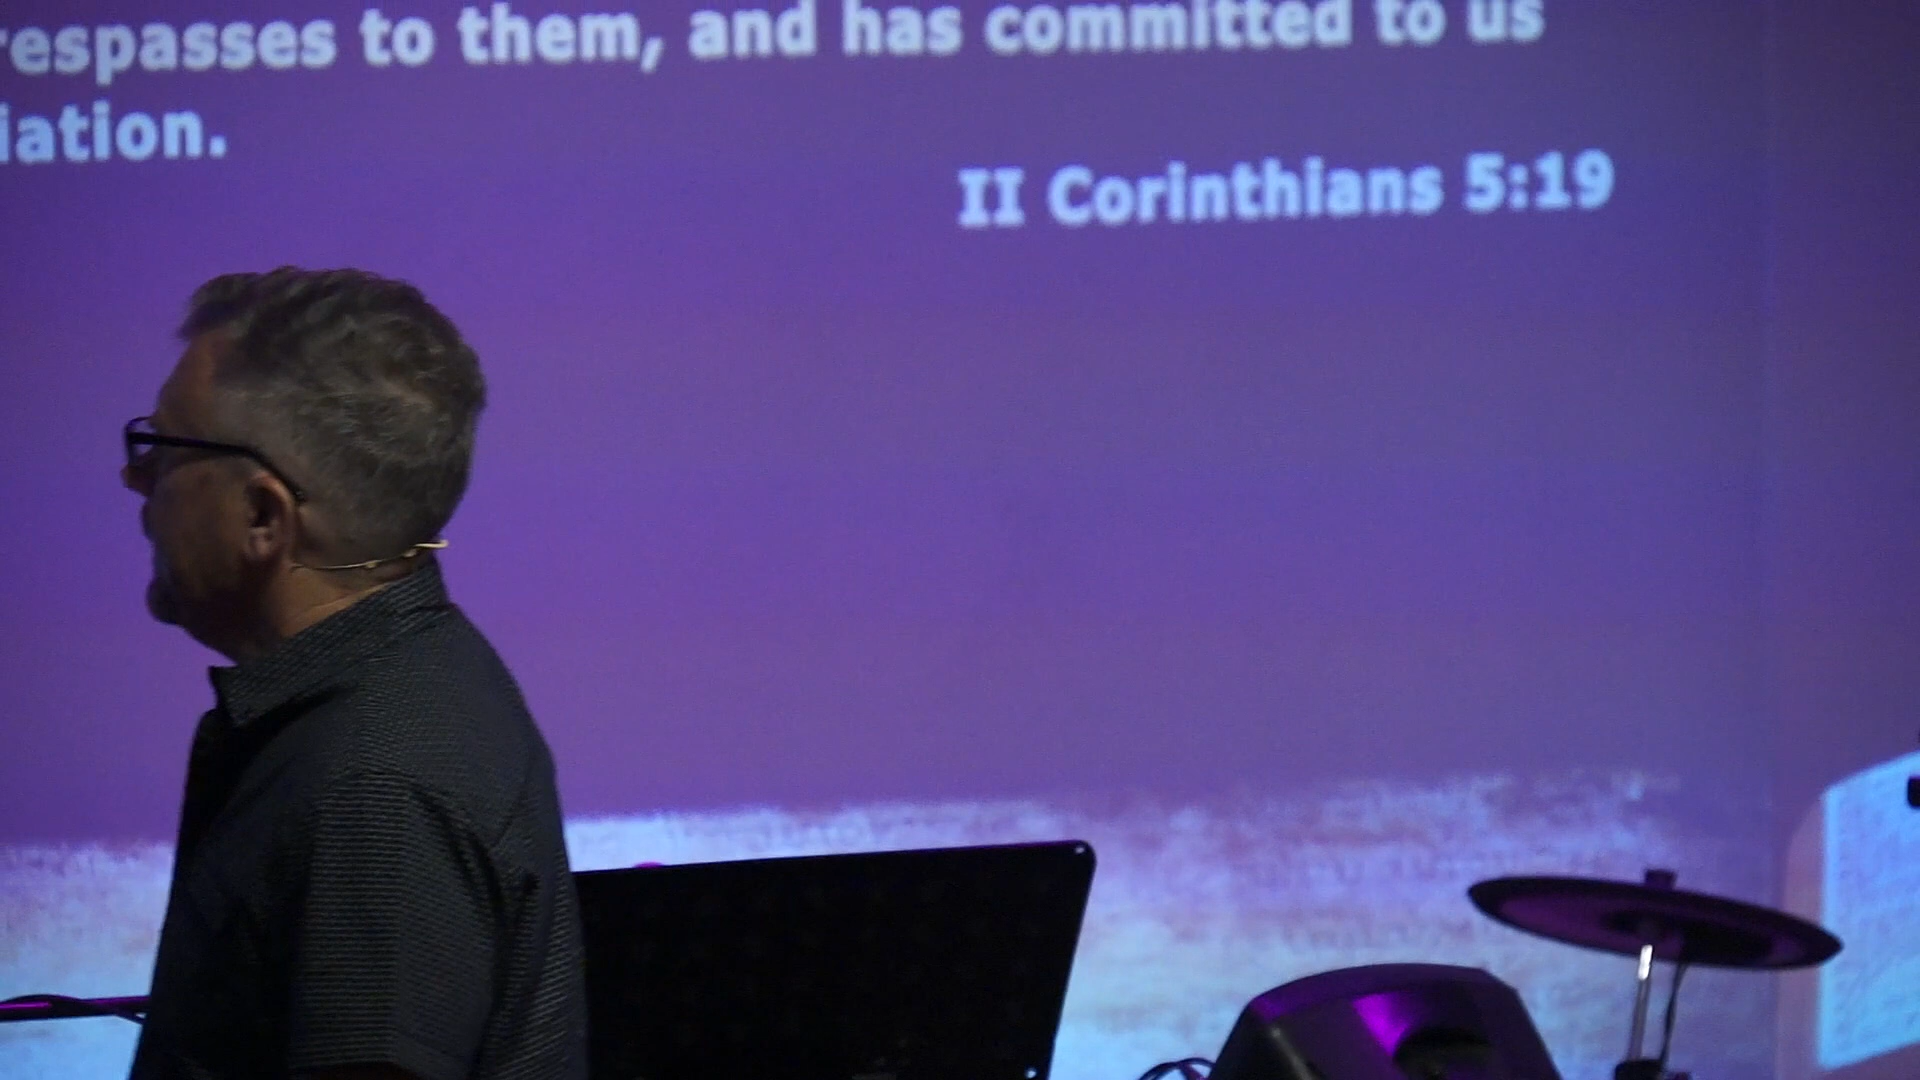 respasses to them, and has committed to us
iation.
II Corinthians 5:19